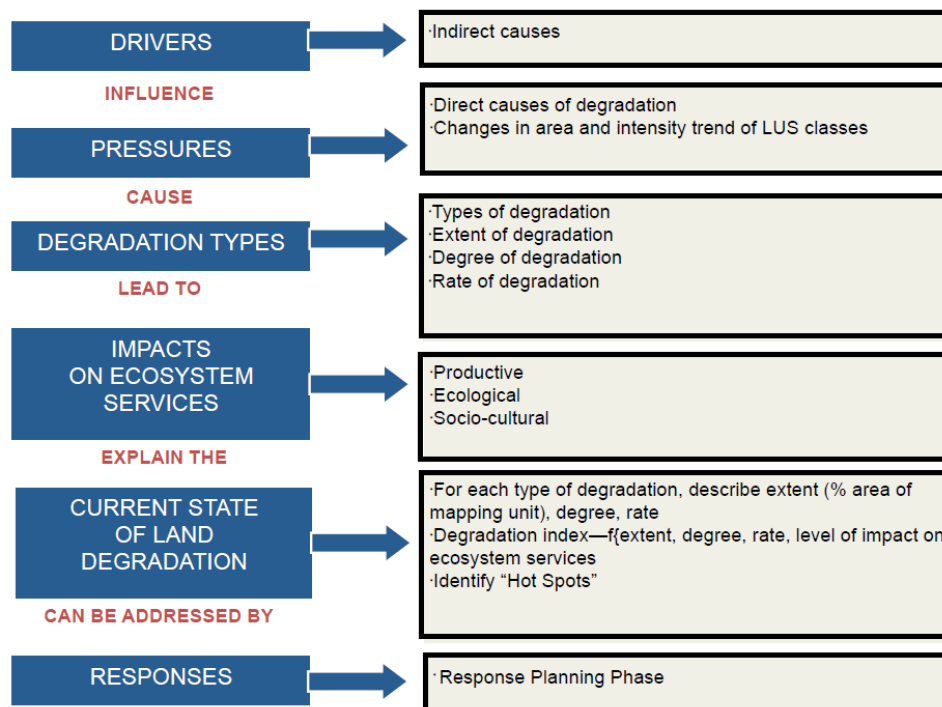 DRIVERS
·Indirect causes
INFLUENCE
PRESSURES
·Direct causes of degradation
·Changes in area and intensity trend of LUS classes
CAUSE
DEGRADATION TYPES
·Types of degradation
·Extent of degradation
·Degree of degradation
·Rate of degradation
LEAD TO
IMPACTS
ON ECOSYSTEM
SERVICES
·Productive
·Ecological
·Socio-cultural
EXPLAIN THE
CURRENT STATE
OF LAND
DEGRADATION
·For each type of degradation, describe extent (% area of
mapping unit), degree, rate
·Degradation index—f{extent, degree, rate, level of impact on
ecosystem services
·Identify “Hot Spots”
CAN BE ADDRESSED BY
RESPONSES
·Response Planning Phase